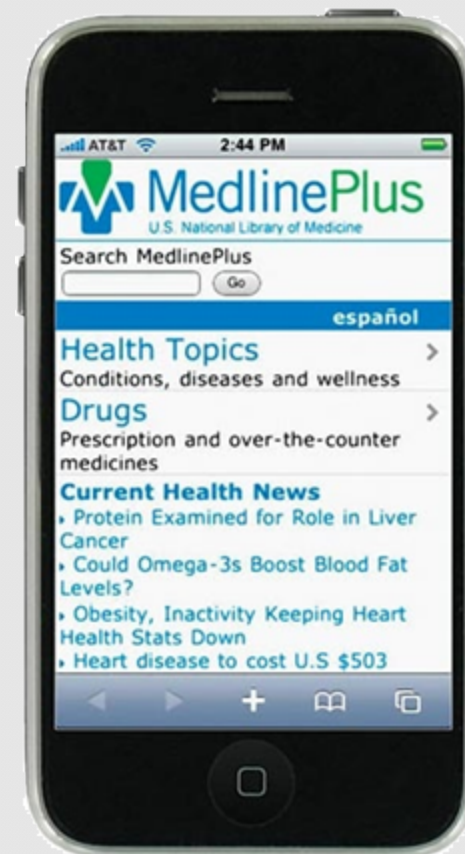 AT&T 2:44 PM
MedlinePlus
U.S. National Library of Medicine
Search MedlinePlus
Go
español
Health Topics
Conditions, diseases and wellness
Drugs
Prescription and over-the-counter
medicines
Current Health News
Protein Examined for Role in Liver
Cancer
Could Omega-3s Boost Blood Fat
Levels?
Obesity, Inactivity Keeping Heart
Health Stats Down
Heart disease to cost U.S $503